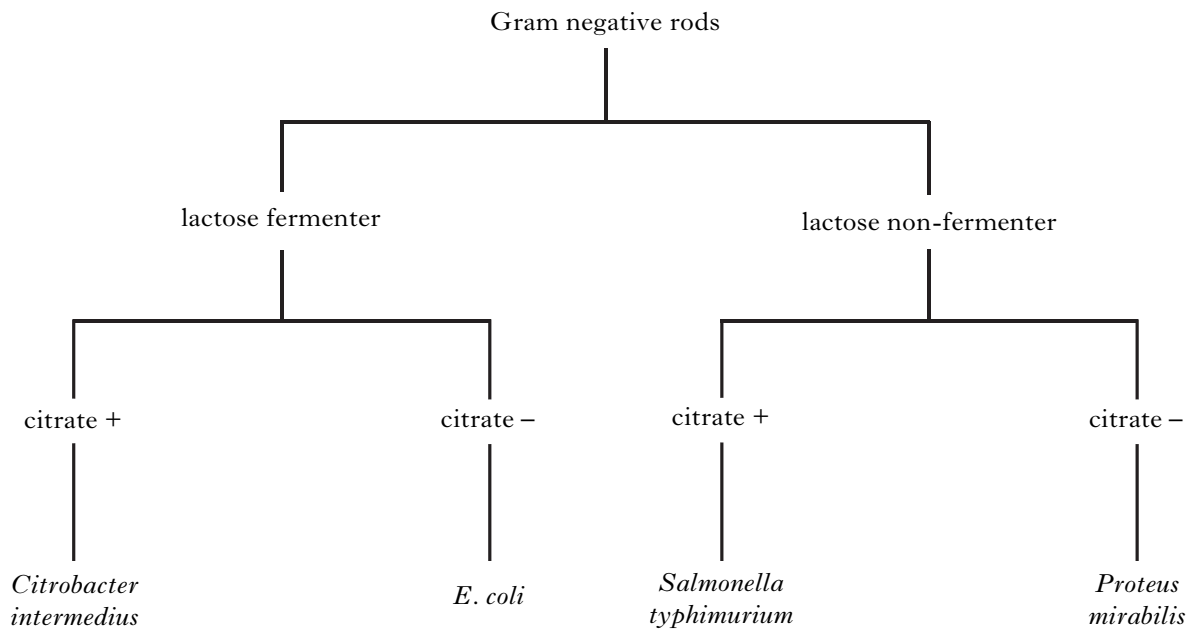 Gram negative rods
lactose fermenter
lactose non-fermenter
citrate +
citrate –
citrate +
citrate –
Citrobacter
intermedius
E. coli
Salmonella
typhimurium
Proteus
mirabilis